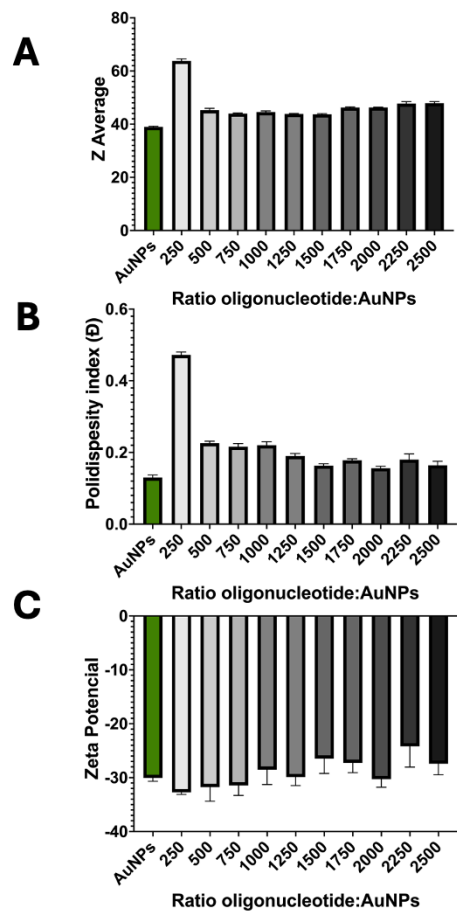 A
Z Average
80
60
40
20
0
AuNPs 250 500 750 1000 1250 1500 1750 2000 2250 2500
Ratio oligonucleotide:AuNPs
B
Polidispesity index (Đ)
0.6
0.4
0.2
0.0
AuNPs 250 500 750 1000 1250 1500 1750 2000 2250 2500
Ratio oligonucleotide:AuNPs
C
Zeta Potencial
0
-10
-20
-30
-40
AuNPs 250 500 750 1000 1250 1500 1750 2000 2250 2500
Ratio oligonucleotide:AuNPs